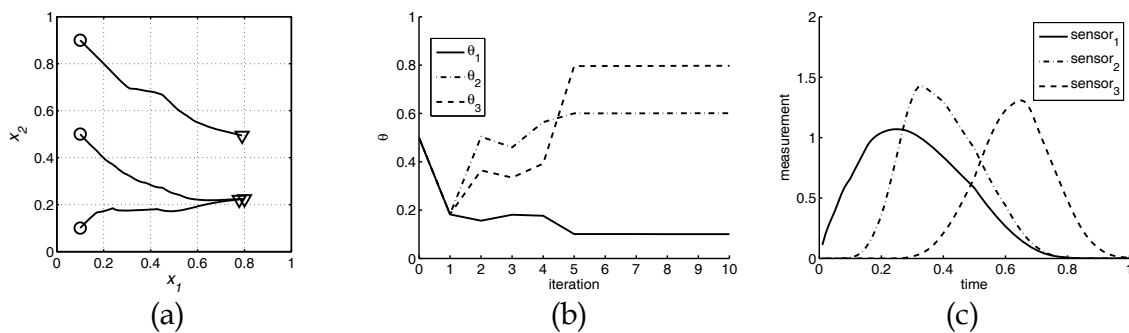 1
0.8
0.6
0.4
0.2
0
0 0.2 0.4 0.6 0.8 1
x₂
x₁
(a)
1
0.8
0.6
0.4
0.2
0
0 1 2 3 4 5 6 7 8 9 10
θ
iteration
θ₁
θ₂
θ₃
(b)
2
1.5
1
0.5
0
0 0.2 0.4 0.6 0.8 1
measurement
time
sensor₁
sensor₂
sensor₃
(c)